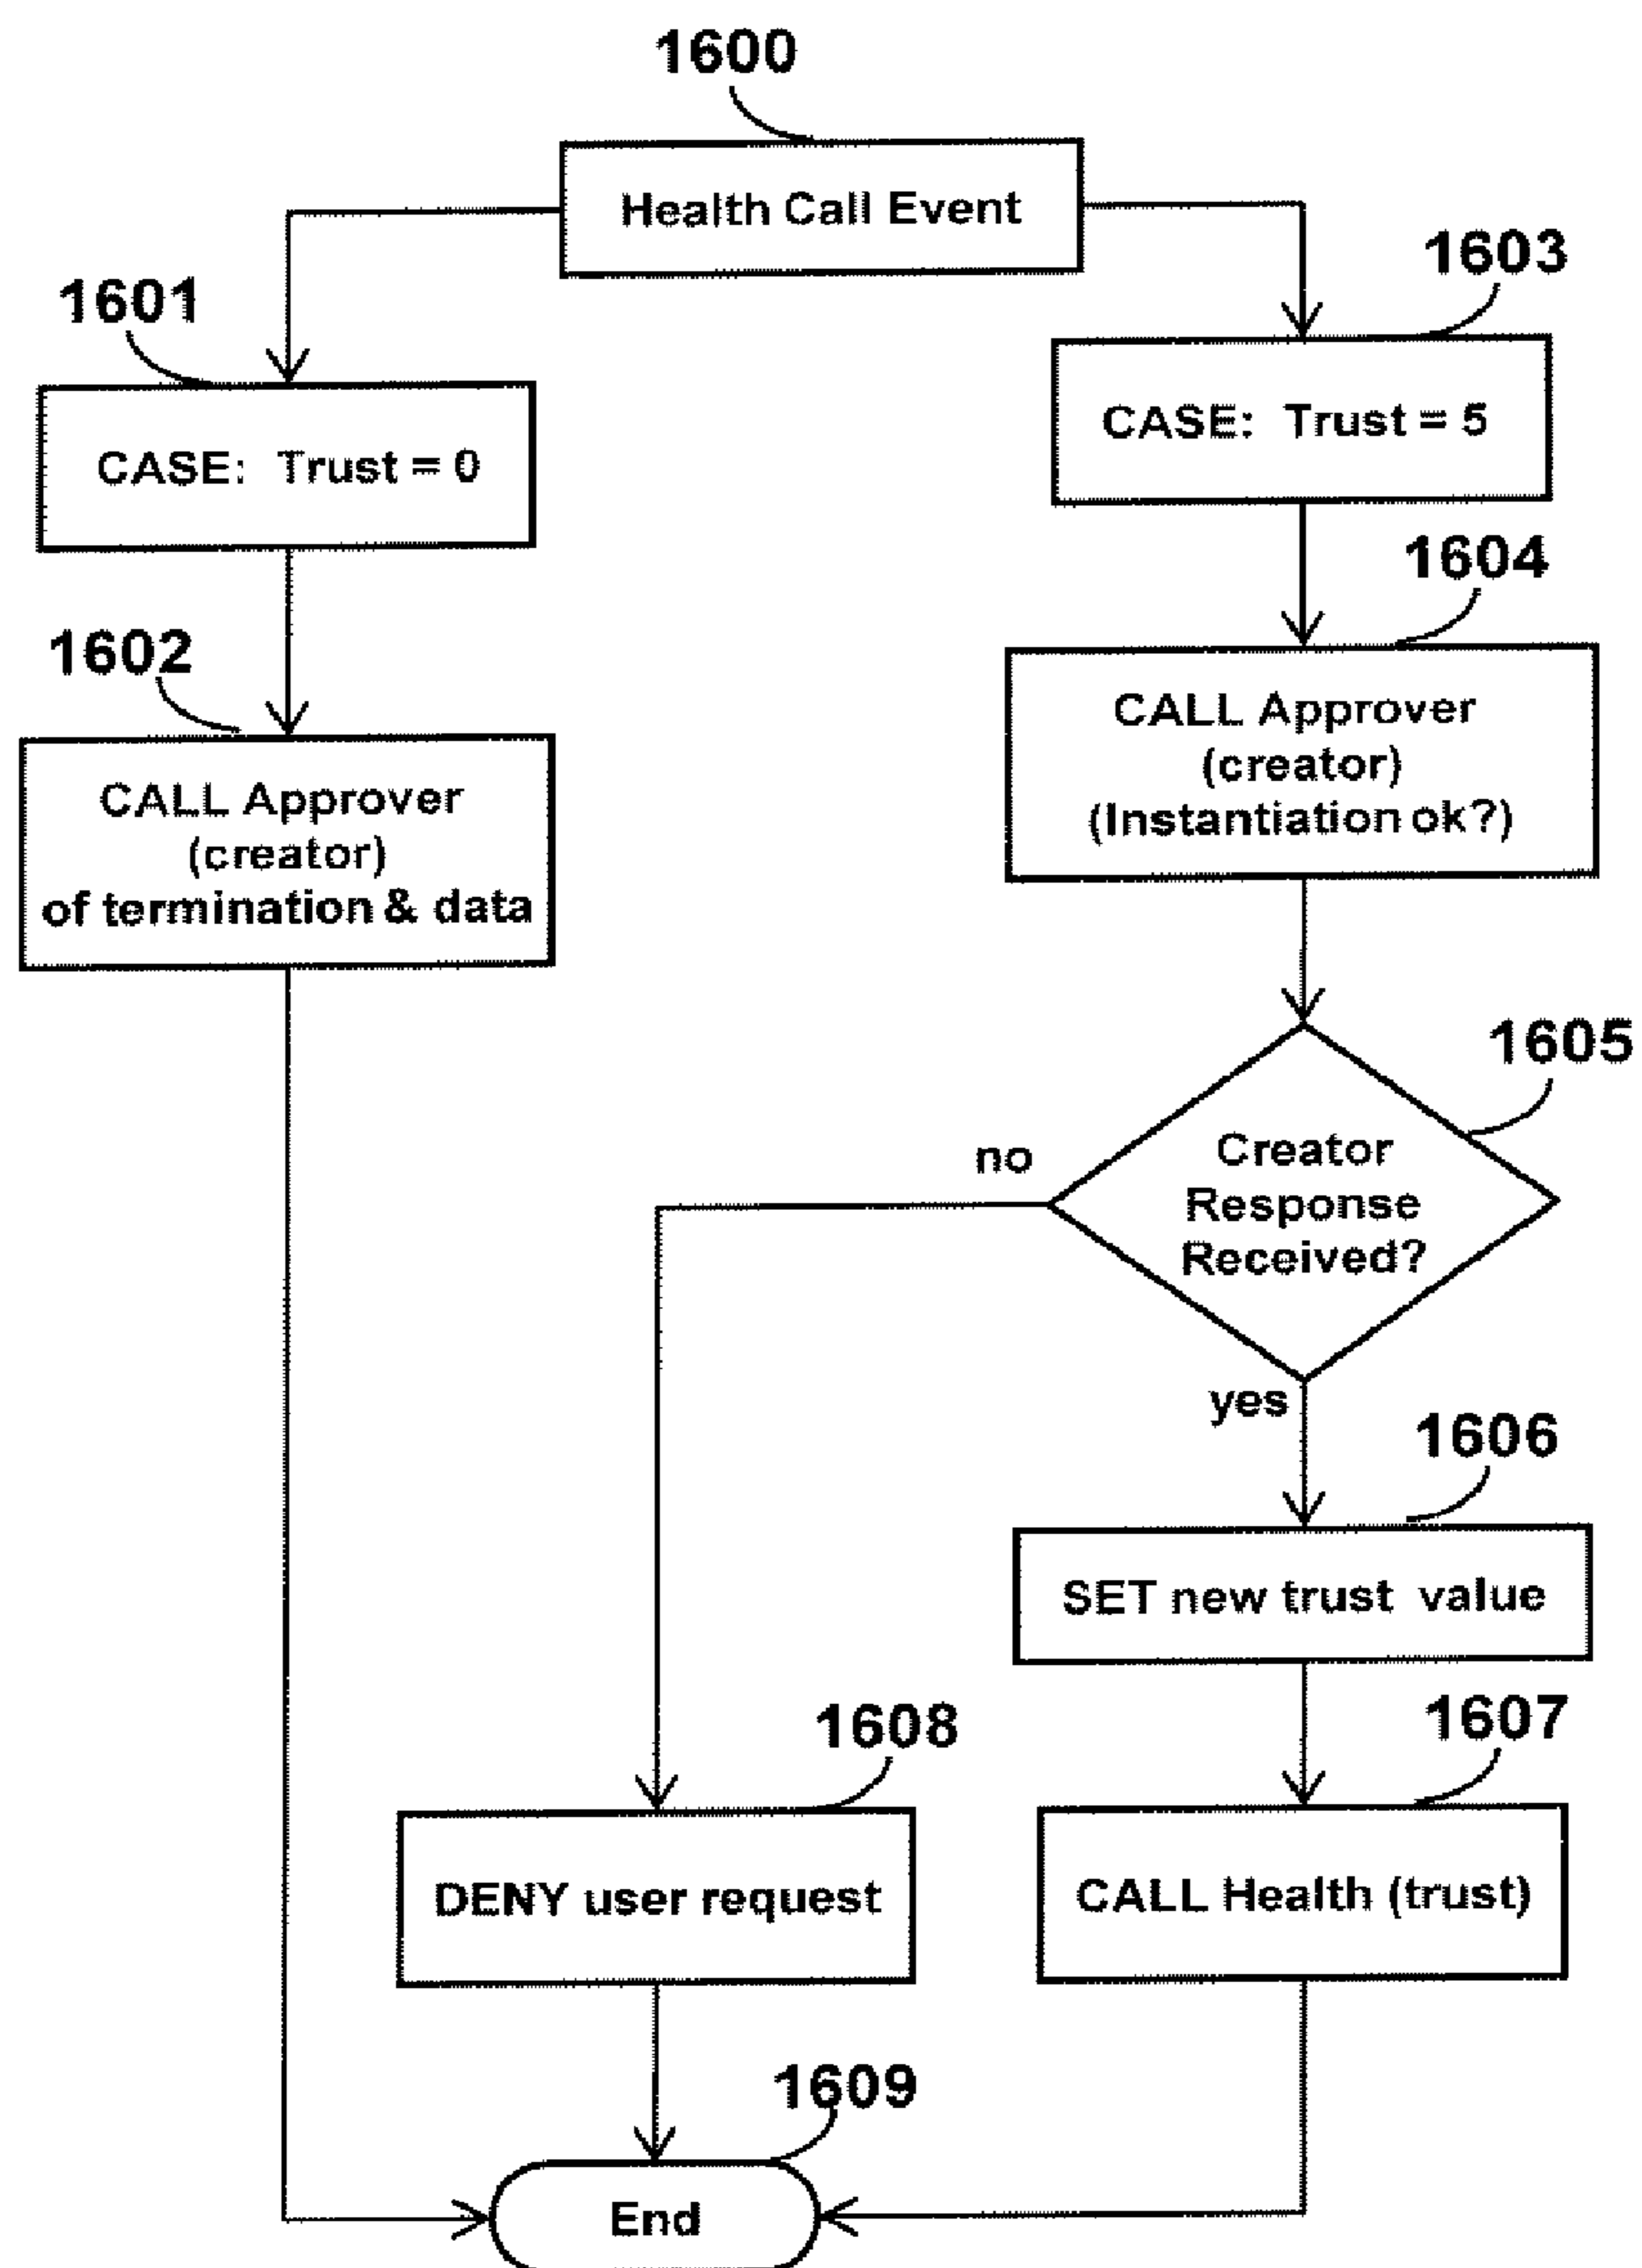 1600
Health Call Event
1601
CASE: Trust = 0
1602
CALL Approver
(creator)
of termination & data
1603
CASE: Trust = 5
1604
CALL Approver
(creator)
(Instantiation ok?)
1605
Creator
Response
Received?
no
yes
1606
SET new trust value
1607
CALL Health (trust)
1608
DENY user request
1609
End